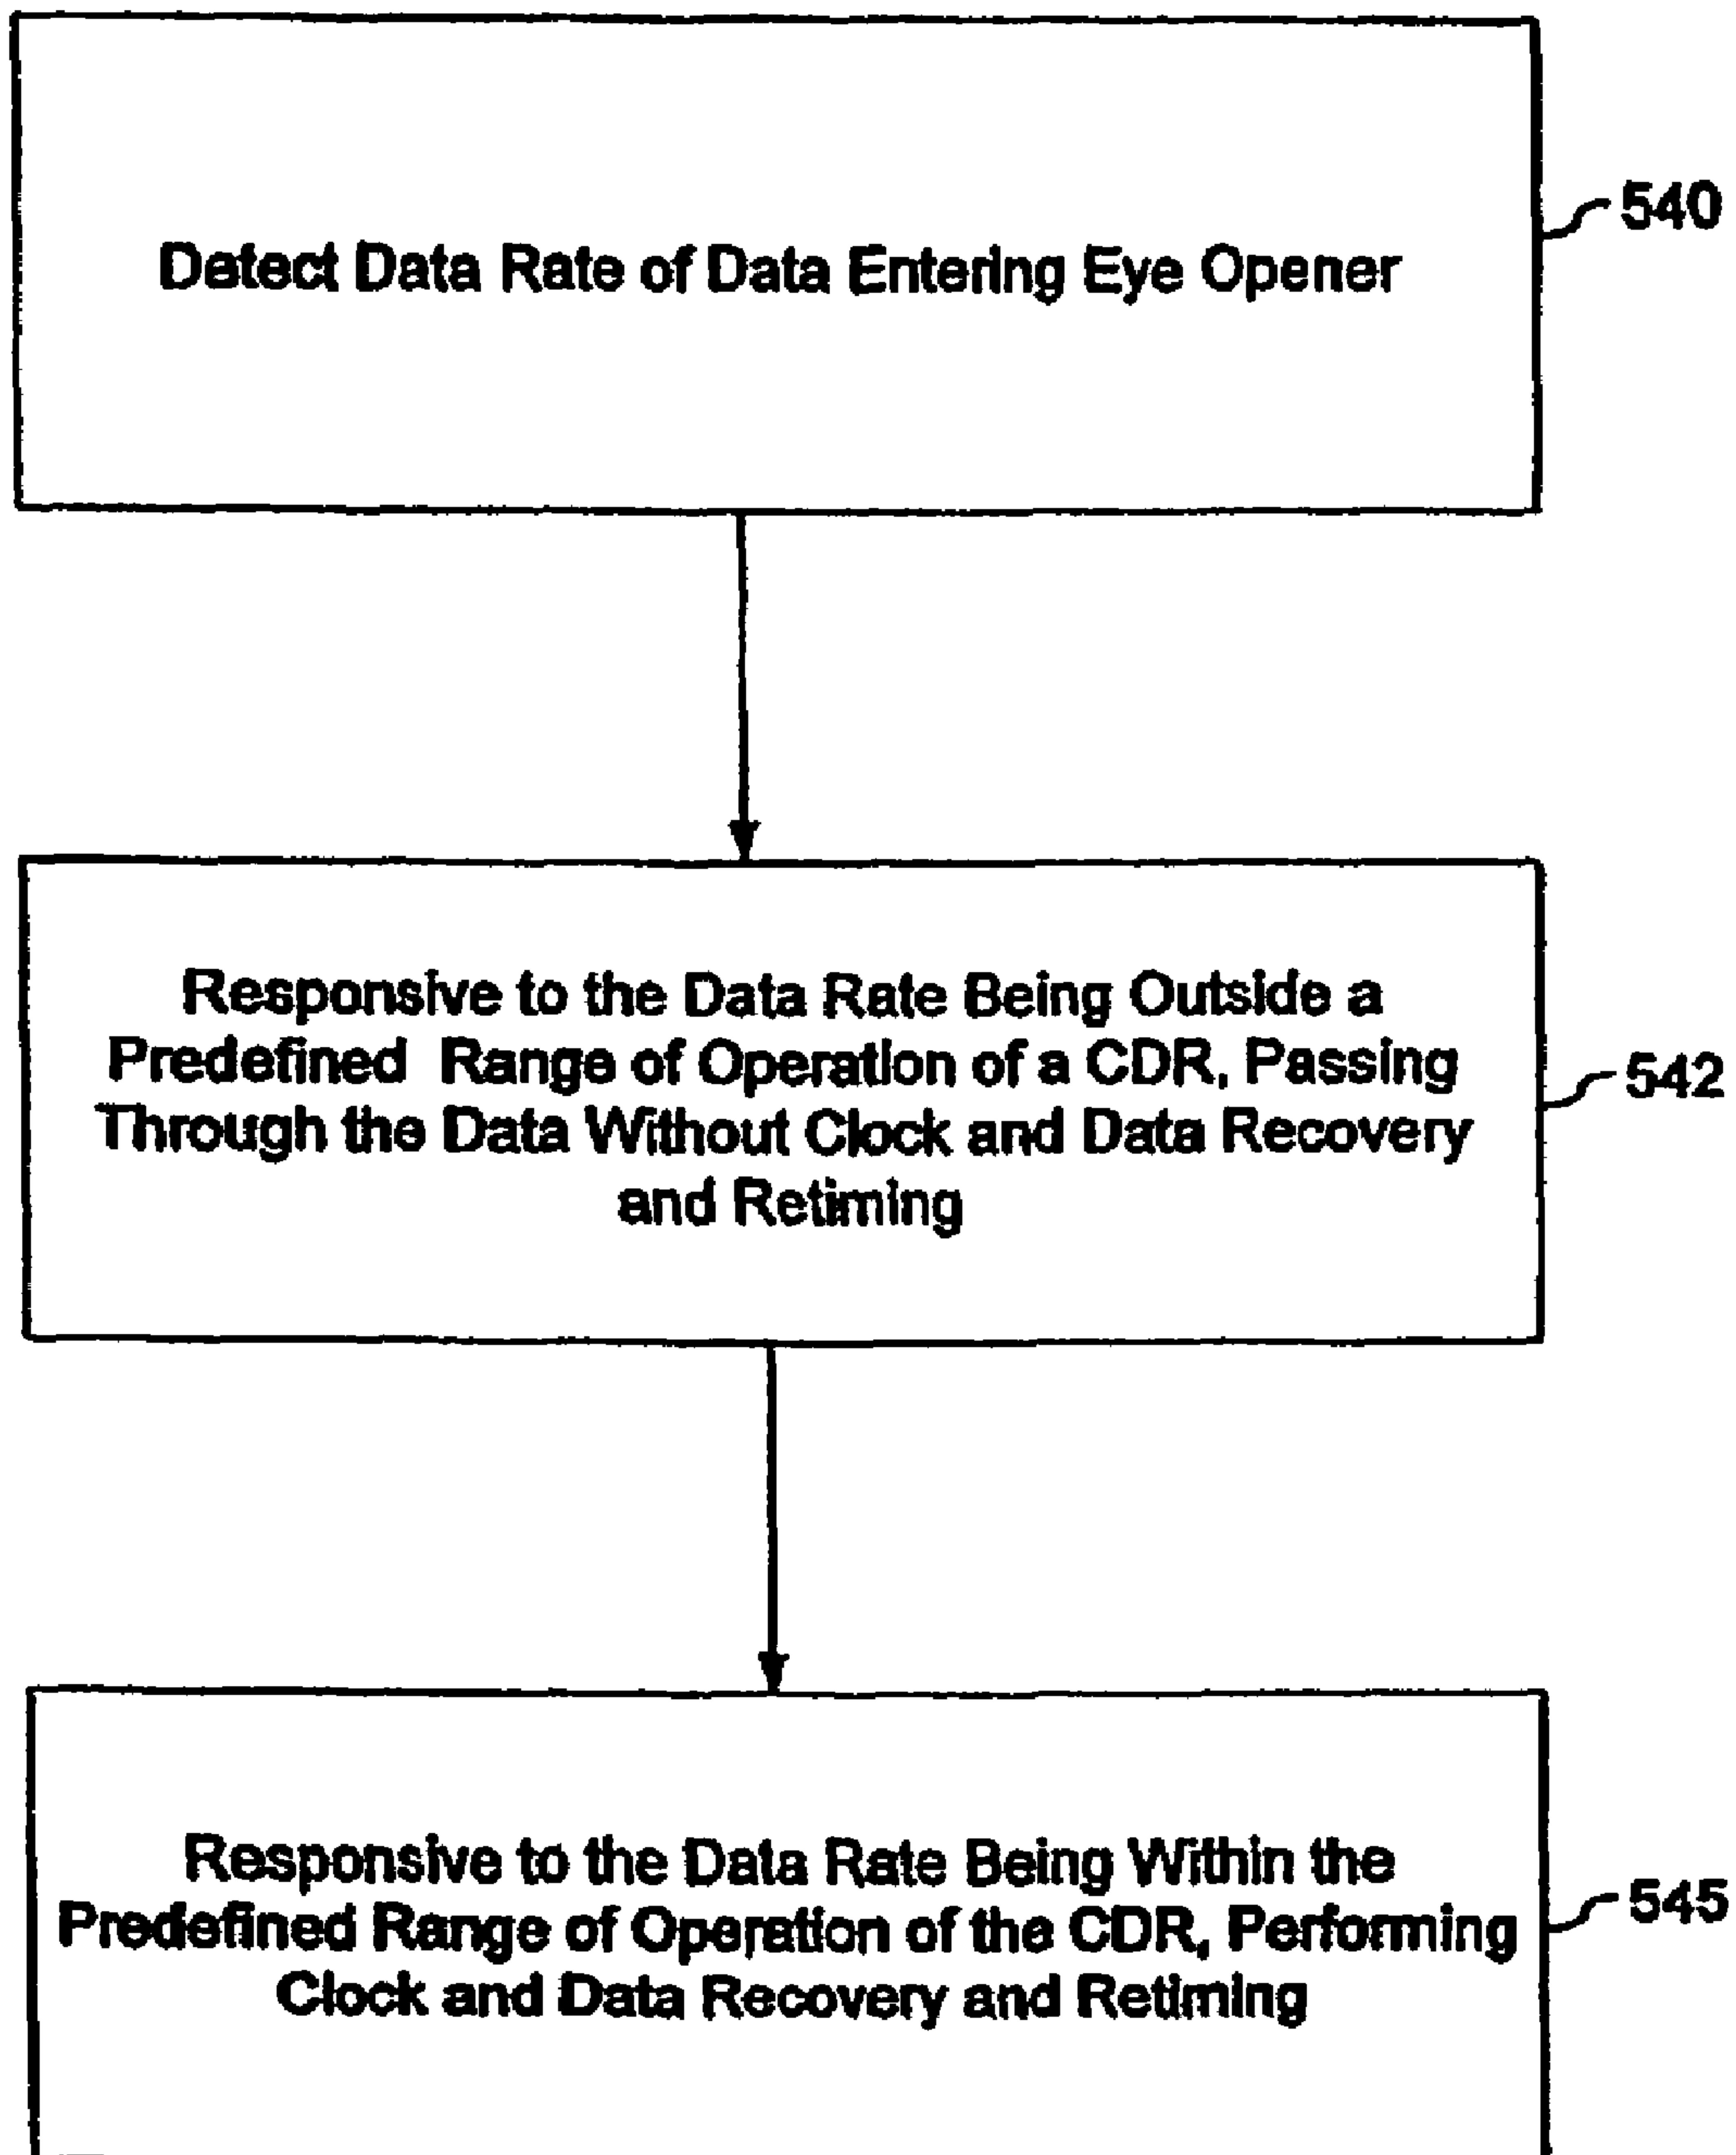 Detect Data Rate of Data Entering Eye Opener
540
Responsive to the Data Rate Being Outside a
Predefined Range of Operation of a CDR, Passing
Through the Data Without Clock and Data Recovery
and Retiming
542
Responsive to the Data Rate Being Within the
Predefined Range of Operation of the CDR, Performing
Clock and Data Recovery and Retiming
545